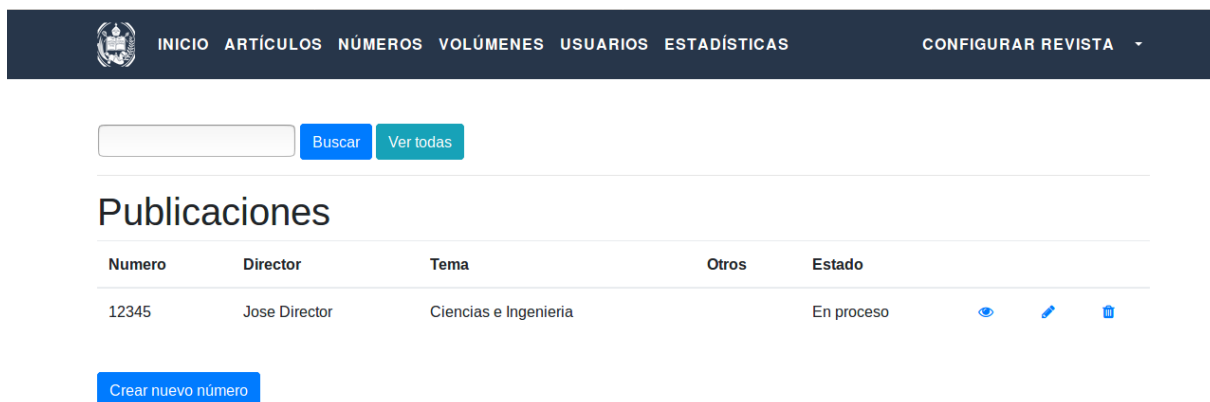 INICIO ARTÍCULOS NÚMEROS VOLÚMENES USUARIOS ESTADÍSTICAS CONFIGURAR REVISTA
Buscar Ver todas
Publicaciones
Numero Director Tema Otros Estado
12345 Jose Director Ciencias e Ingenieria En proceso
Crear nuevo número